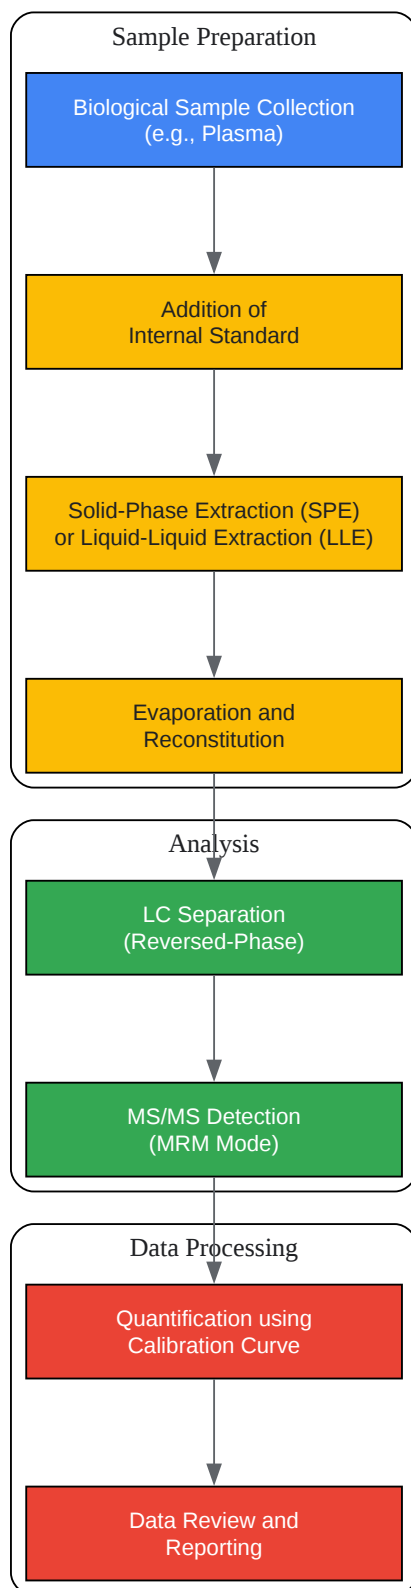 Sample Preparation
Biological Sample Collection
(e.g., Plasma)
Addition of
Internal Standard
Solid-Phase Extraction (SPE)
or Liquid-Liquid Extraction (LLE)
Evaporation and
Reconstitution
Analysis
LC Separation
(Reversed-Phase)
MS/MS Detection
(MRM Mode)
Data Processing
Quantification using
Calibration Curve
Data Review and
Reporting